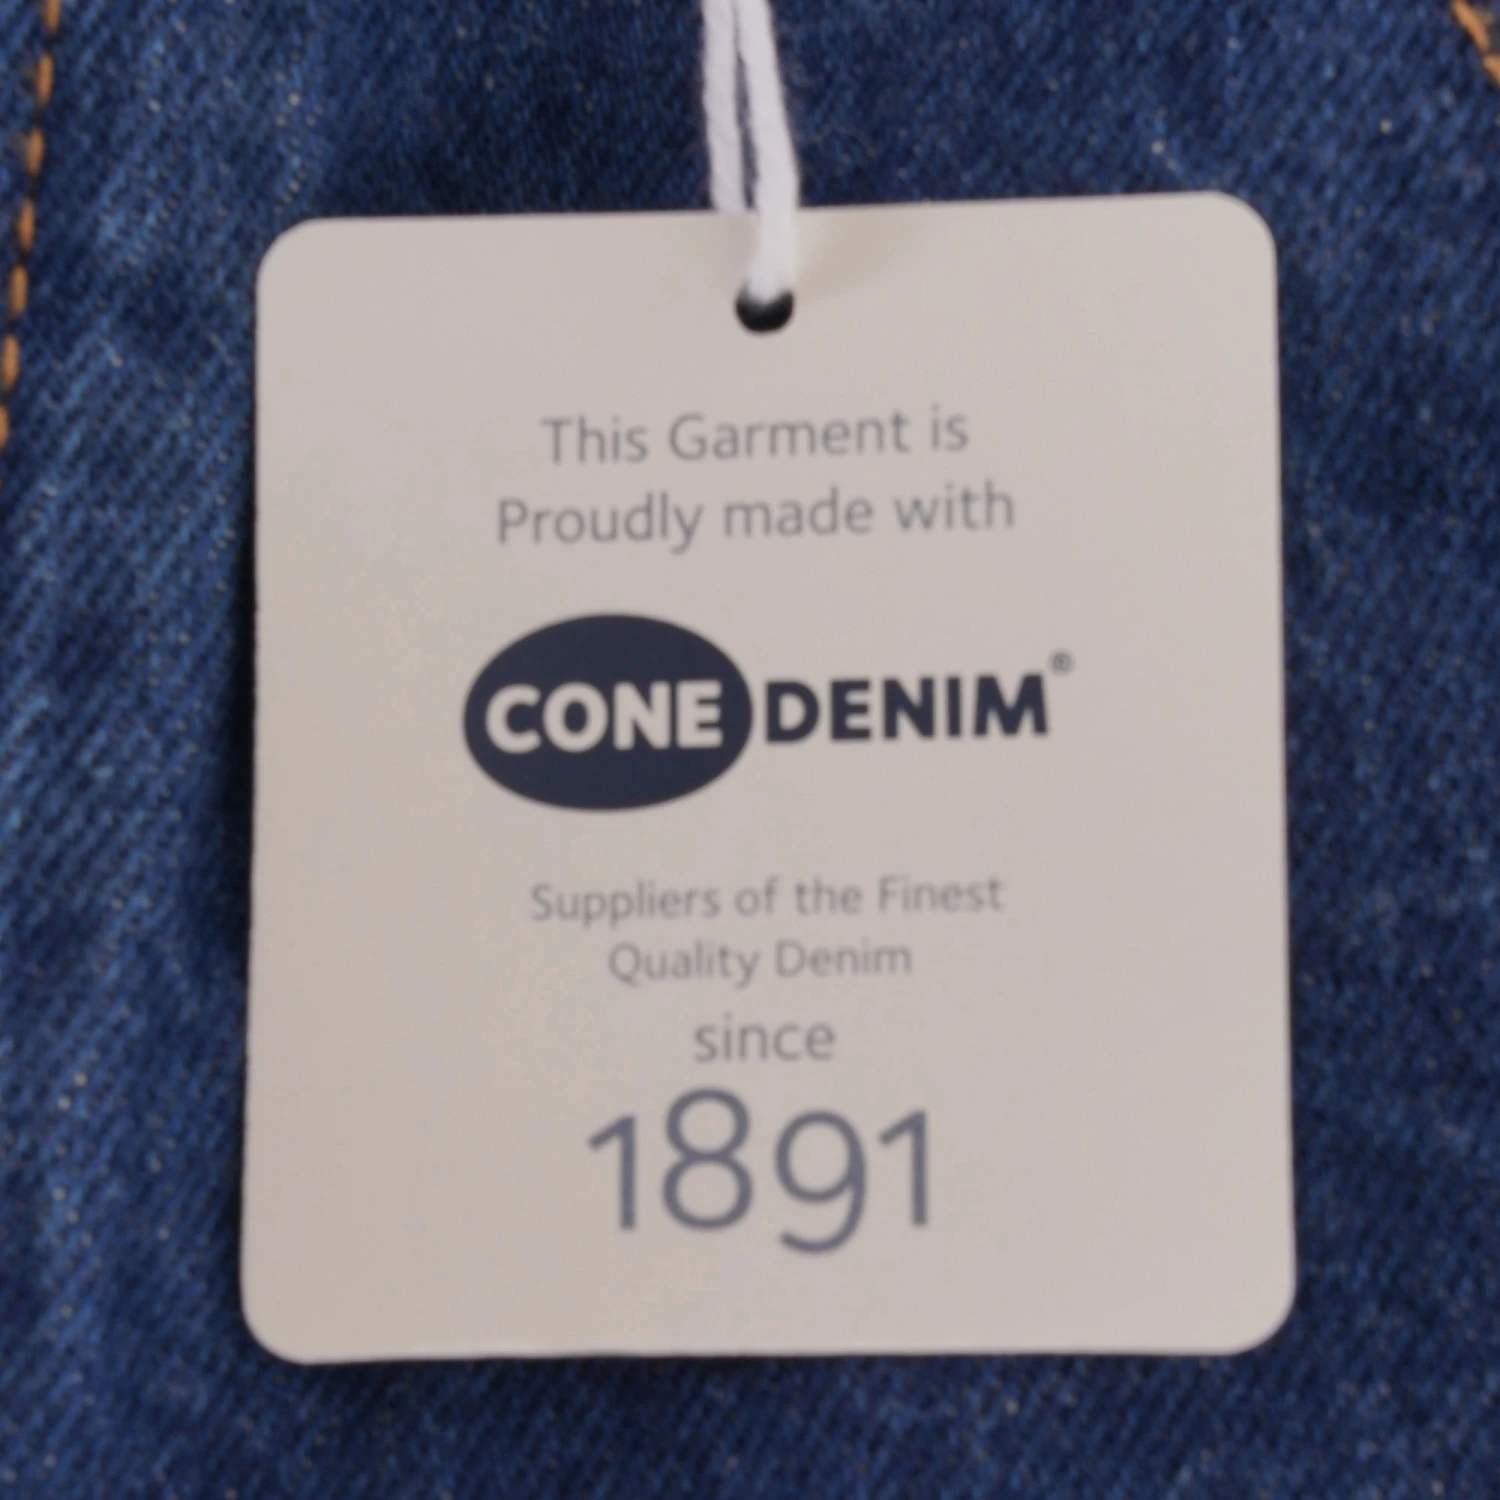 This Garment is
Proudly made with
CONE DENIM®
Suppliers of the Finest
Quality Denim
since
1891